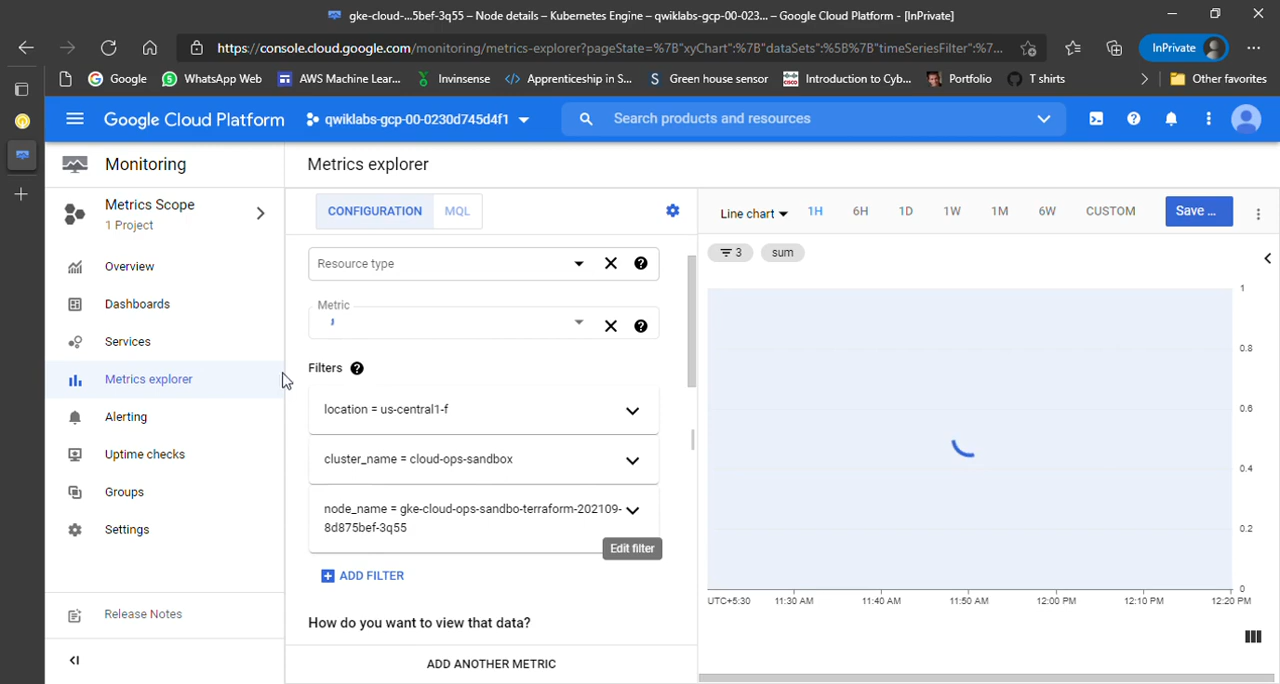 gke-cloud-...5bef-3q55 – Node details – Kubernetes Engine – qwiklabs-gcp-00-023... – Google Cloud Platform - [InPrivate]
https://console.cloud.google.com/monitoring/metrics-explorer?pageState=%7B"xyChart":%7B"dataSets":%5B%7B"timeSeriesFilter":%7...
InPrivate
Google
WhatsApp Web
AWS Machine Lear...
Invinsense
Apprenticeship in S...
Green house sensor
Introduction to Cyb...
Portfolio
T shirts
Other favorites
Google Cloud Platform
qwiklabs-gcp-00-0230d745d4f1
Search products and resources
Monitoring
Metrics Scope
1 Project
Overview
Dashboards
Services
Metrics explorer
Alerting
Uptime checks
Groups
Settings
Release Notes
Metrics explorer
CONFIGURATION
MQL
Resource type
Metric
Filters
location = us-central1-f
cluster_name = cloud-ops-sandbox
node_name = gke-cloud-ops-sandbo-terraform-202109-
8d875bef-3q55
Edit filter
ADD FILTER
How do you want to view that data?
ADD ANOTHER METRIC
Line chart
1H
6H
1D
1W
1M
6W
CUSTOM
Save ...
3
sum
1
0.8
0.6
0.4
0.2
0
UTC+5:30
11:30 AM
11:40 AM
11:50 AM
12:00 PM
12:10 PM
12:20 PM